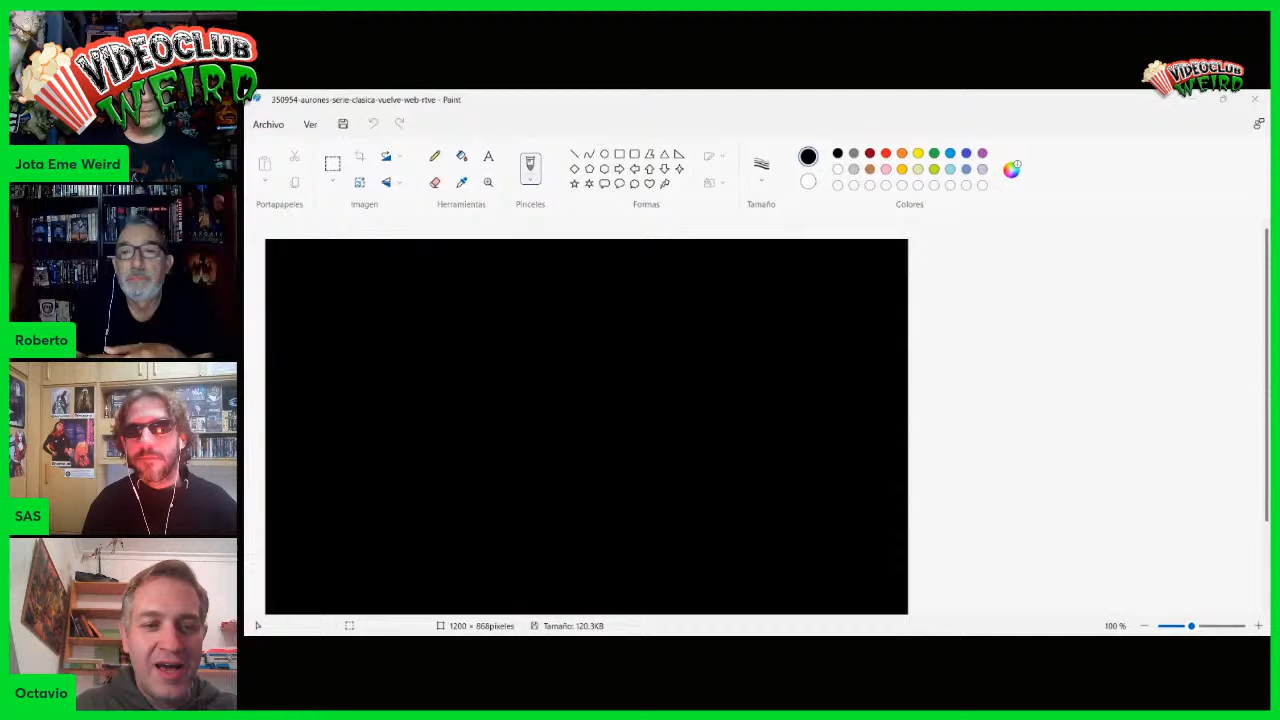 VIDEOCLUB
WEIRD
Jota Eme Weird
Roberto
SAS
Octavio
VIDEOCLUB
WEIRD
350954-aurones-serie-clasica-vuelve-web-rtve - Paint
Archivo
Ver
Portapapeles
Imagen
Herramientas
Pinceles
Formas
Tamaño
Colores
1200 × 868píxeles
Tamaño: 120.3KB
100 %